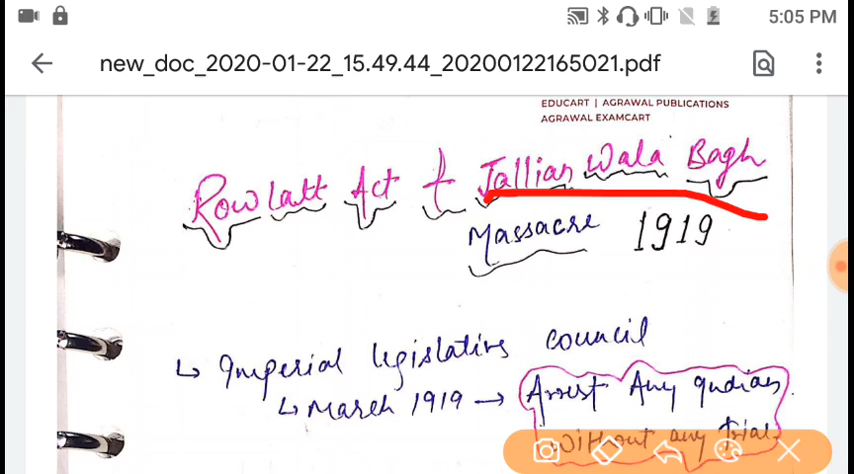 5:05 PM
new_doc_2020-01-22_15.49.44_20200122165021.pdf
EDUCART | AGRAWAL PUBLICATIONS
AGRAWAL EXAMCART
Rowlatt Act & Jallian Wala Bagh
Massacre 1919
↳ Imperial legislative council
↳ March 1919 → Arrest Any Indian
Without any trial